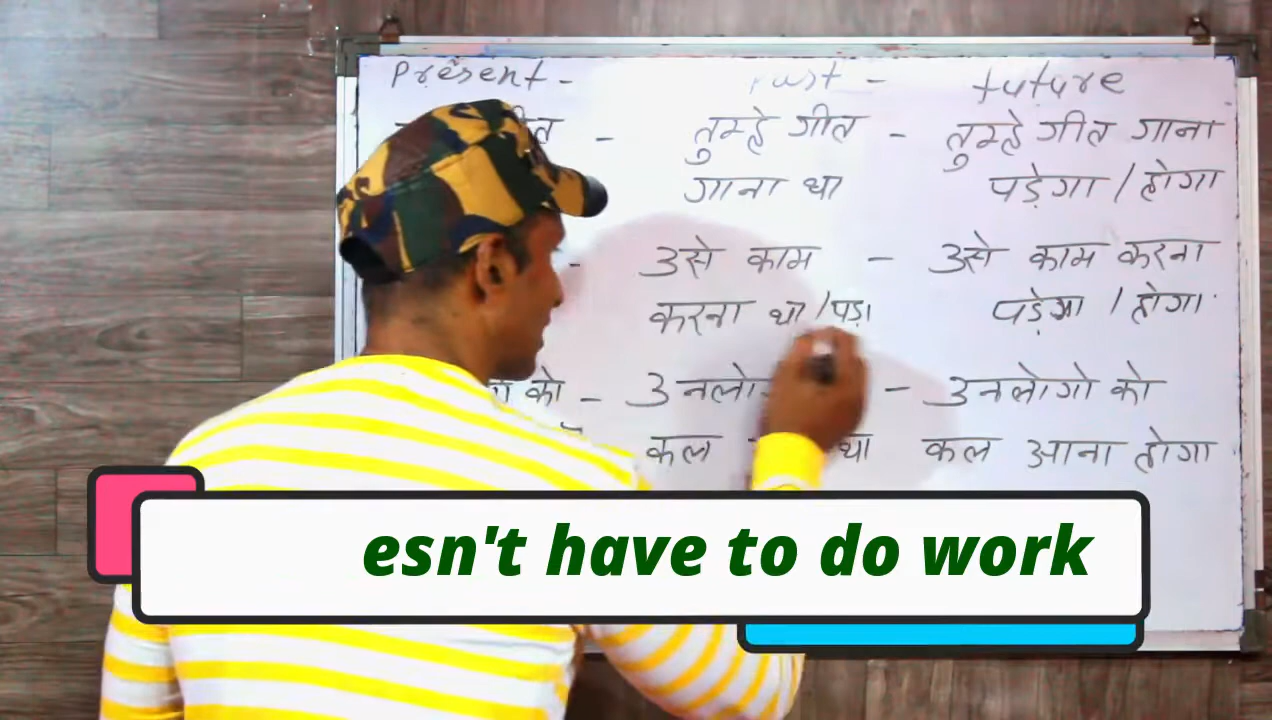 Present - Past - future
गीत - तुम्हे गीत - तुम्हे गीत गाना
गाना था पड़ेगा / होगा
- उसे काम - उसे काम करना
करना था / पड़ा पड़ेगा / होगा
को - उनलो - उनलोगो को
कल था कल आना होगा
esn't have to do work